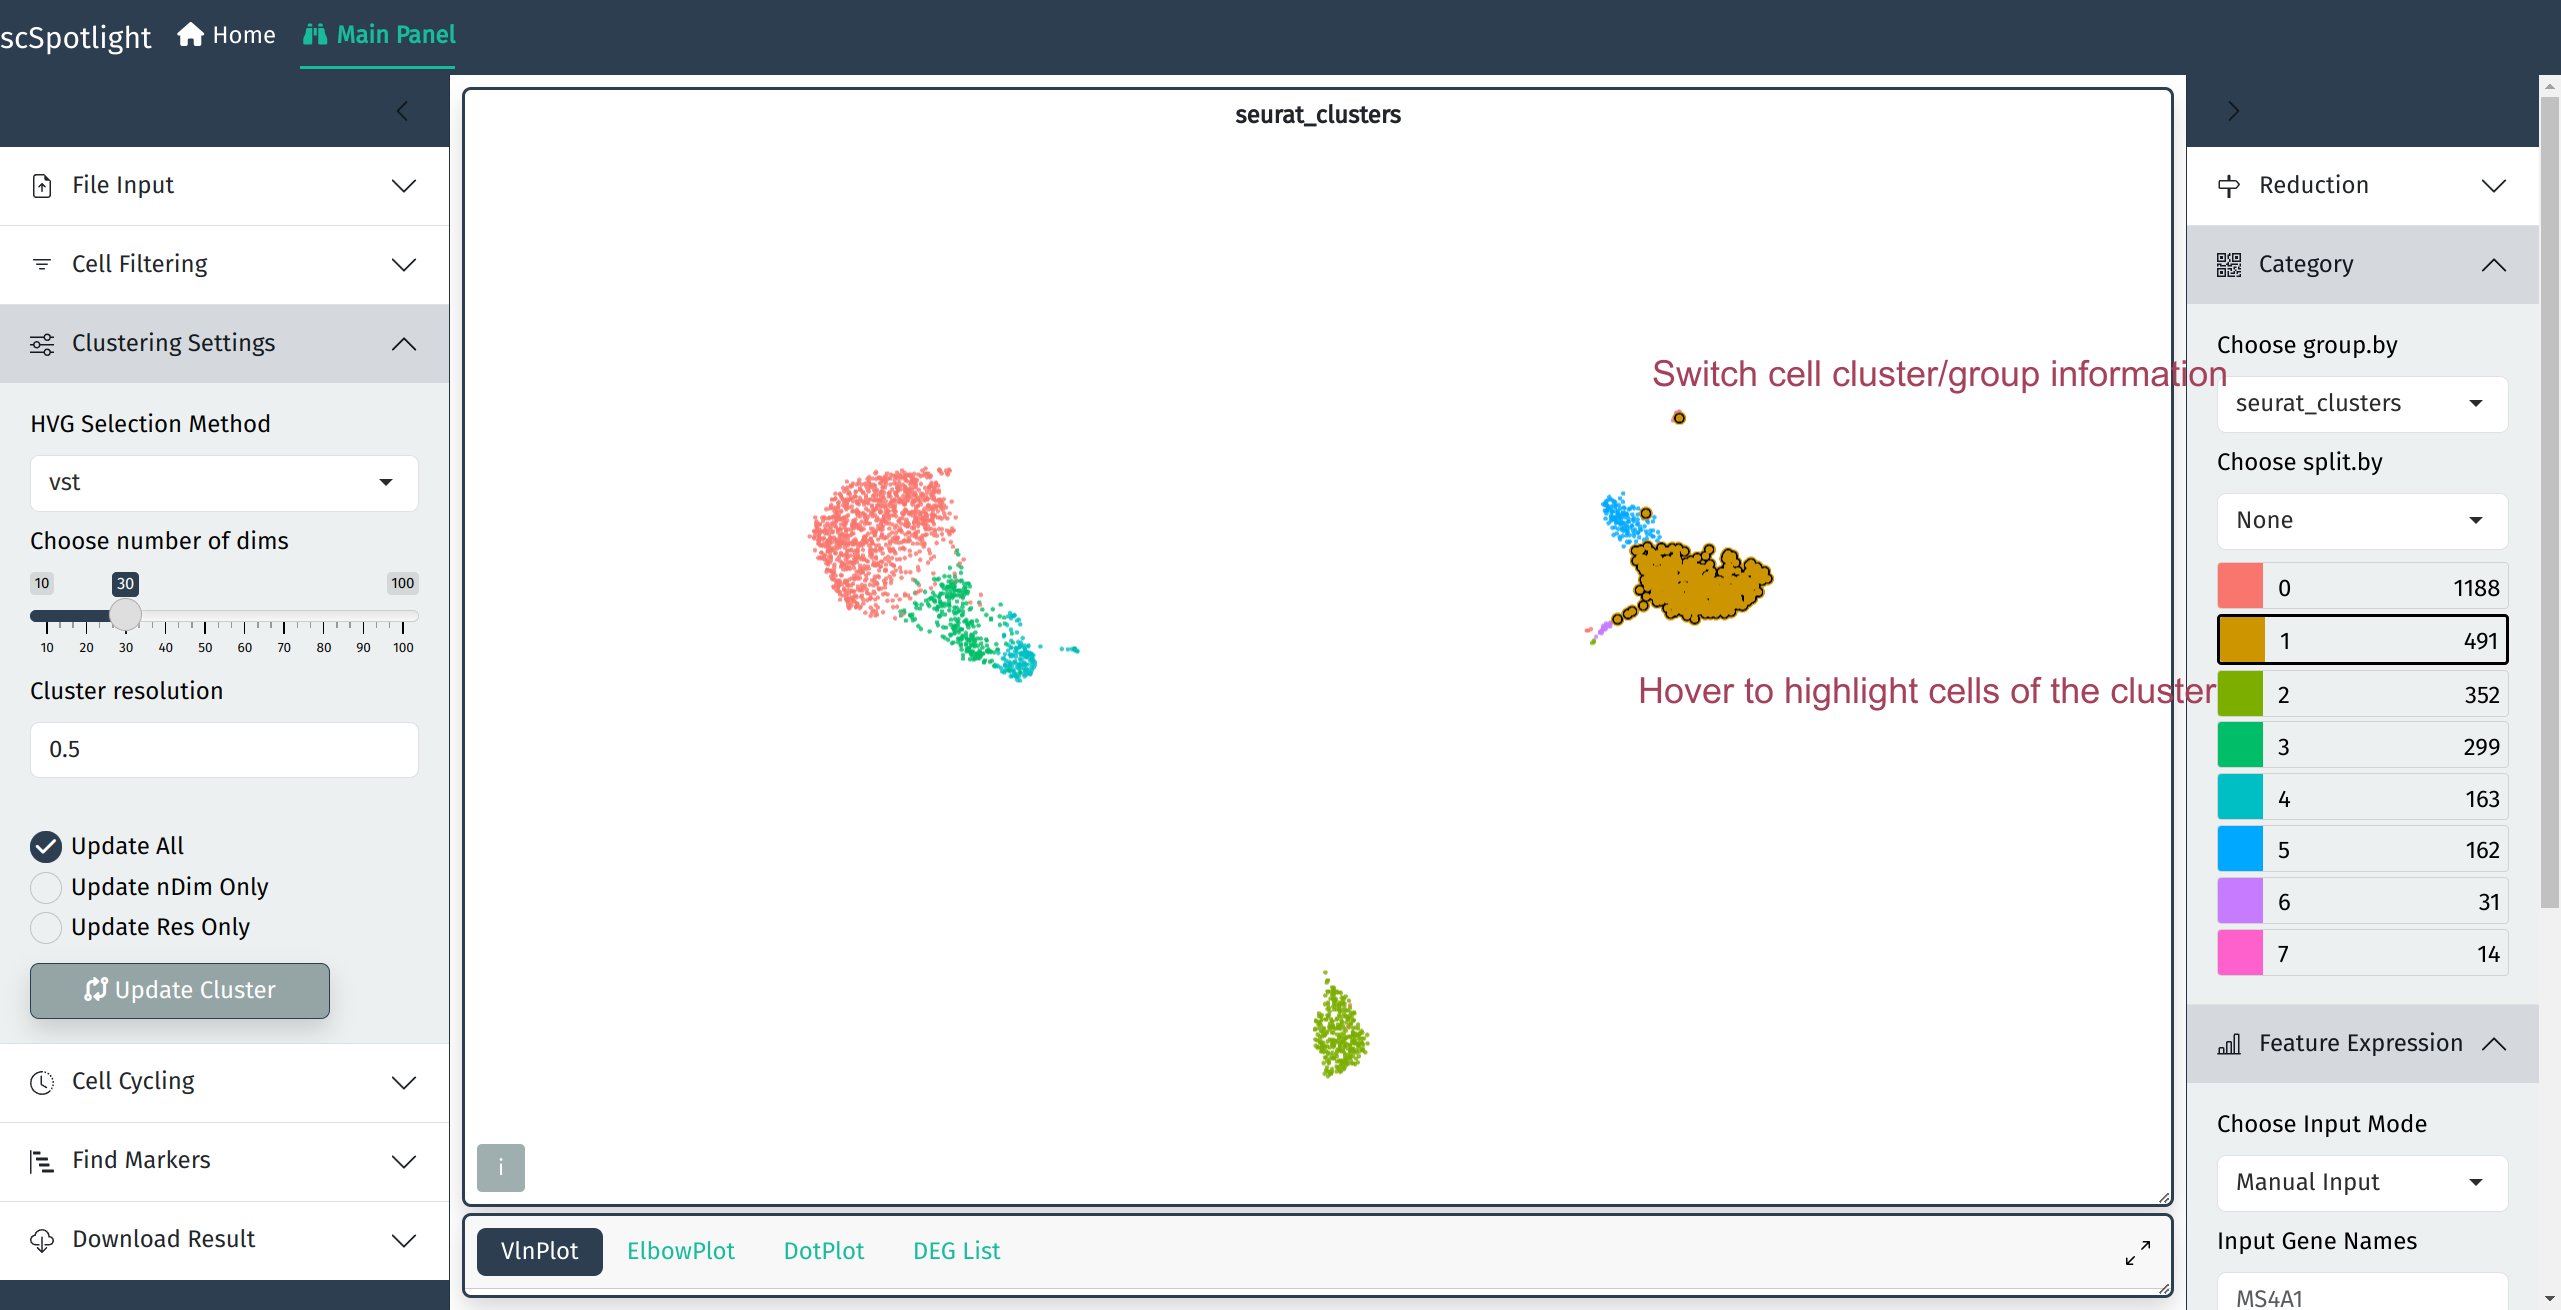 scSpotlight Home Main Panel
File Input
Cell Filtering
Clustering Settings
HVG Selection Method
vst
Choose number of dims
10 30 100
10 20 30 40 50 60 70 80 90 100
Cluster resolution
0.5
Update All
Update nDim Only
Update Res Only
Update Cluster
Cell Cycling
Find Markers
Download Result
seurat_clusters
Switch cell cluster/group information
Hover to highlight cells of the cluster
i
VlnPlot ElbowPlot DotPlot DEG List
Reduction
Category
Choose group.by
seurat_clusters
Choose split.by
None
0 1188
1 491
2 352
3 299
4 163
5 162
6 31
7 14
Feature Expression
Choose Input Mode
Manual Input
Input Gene Names
MS4A1